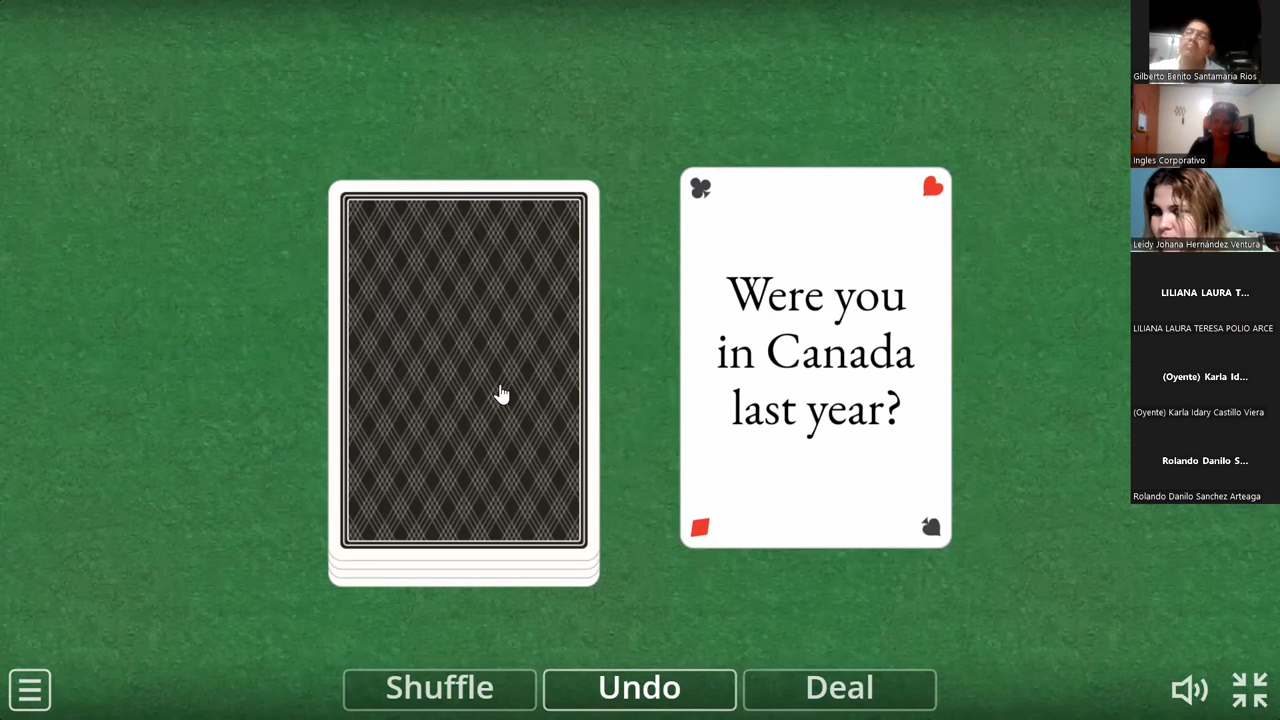 Were you
in Canada
last year?
Shuffle
Undo
Deal
Gilberto Benito Santamaria Rios
Ingles Corporativo
Leidy Johana Hernández Ventura
LILIANA LAURA T...
LILIANA LAURA TERESA POLIO ARCE
(Oyente) Karla Id...
(Oyente) Karla Idary Castillo Viera
Rolando Danilo S...
Rolando Danilo Sanchez Arteaga